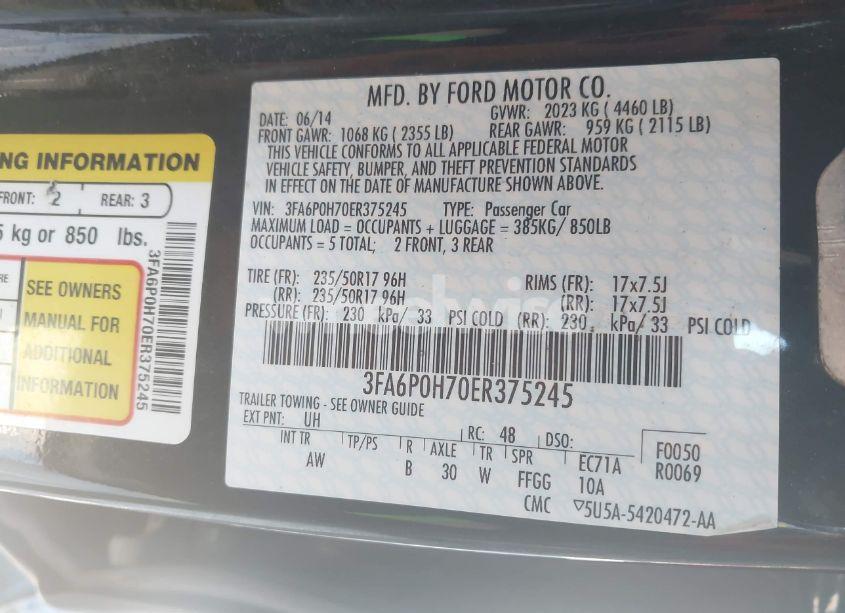 MFD. BY FORD MOTOR CO.
DATE: 06/14 GVWR: 2023 KG ( 4460 LB)
FRONT GAWR: 1068 KG ( 2355 LB) REAR GAWR: 959 KG ( 2115 LB)
THIS VEHICLE CONFORMS TO ALL APPLICABLE FEDERAL MOTOR
VEHICLE SAFETY, BUMPER, AND THEFT PREVENTION STANDARDS
IN EFFECT ON THE DATE OF MANUFACTURE SHOWN ABOVE.
VIN: 3FA6P0H70ER375245 TYPE: Passenger Car
MAXIMUM LOAD = OCCUPANTS + LUGGAGE = 385KG/ 850LB
OCCUPANTS = 5 TOTAL; 2 FRONT, 3 REAR
TIRE (FR): 235/50R17 96H RIMS (FR): 17x7.5J
(RR): 235/50R17 96H (RR): 17x7.5J
PRESSURE (FR): 230 kPa/ 33 PSI COLD (RR): 230 kPa/ 33 PSI COLD
3FA6P0H70ER375245
TRAILER TOWING - SEE OWNER GUIDE
EXT PNT: UH RC: 48 DSO:
INT TR TP/PS R AXLE TR SPR EC71A F0050
AW B 30 W FFGG 10A R0069
CMC ▽5U5A-5420472-AA
NG INFORMATION
FRONT: 2 REAR: 3
5 kg or 850 lbs.
SEE OWNERS
MANUAL FOR
ADDITIONAL
INFORMATION
3FA6P0H70ER375245